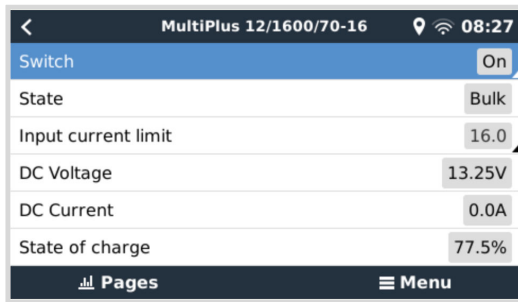 MultiPlus 12/1600/70-16 08:27
Switch On
State Bulk
Input current limit 16.0
DC Voltage 13.25V
DC Current 0.0A
State of charge 77.5%
Pages Menu